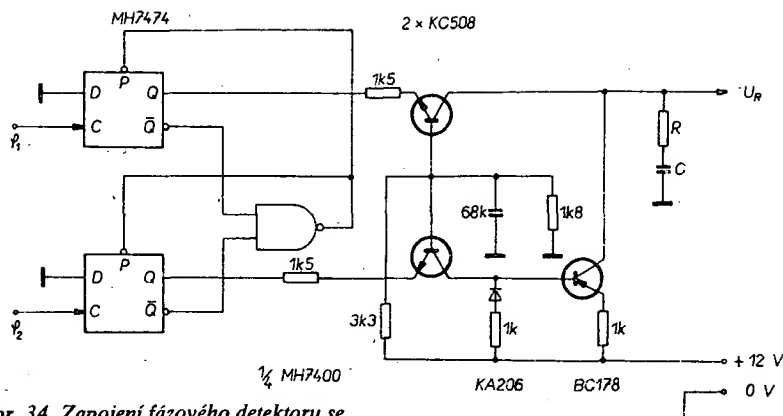 MH7474
2 × KC508
P
D
Q
1k5
U_R
C
Q̄
φ₁
R
C
P
68k
1k8
D
Q
1k5
C
Q̄
φ₂
3k3
1k
1k
+ 12 V
¼ MH7400
KA206
BC178
0 V
Zapojení fázového detektoru se